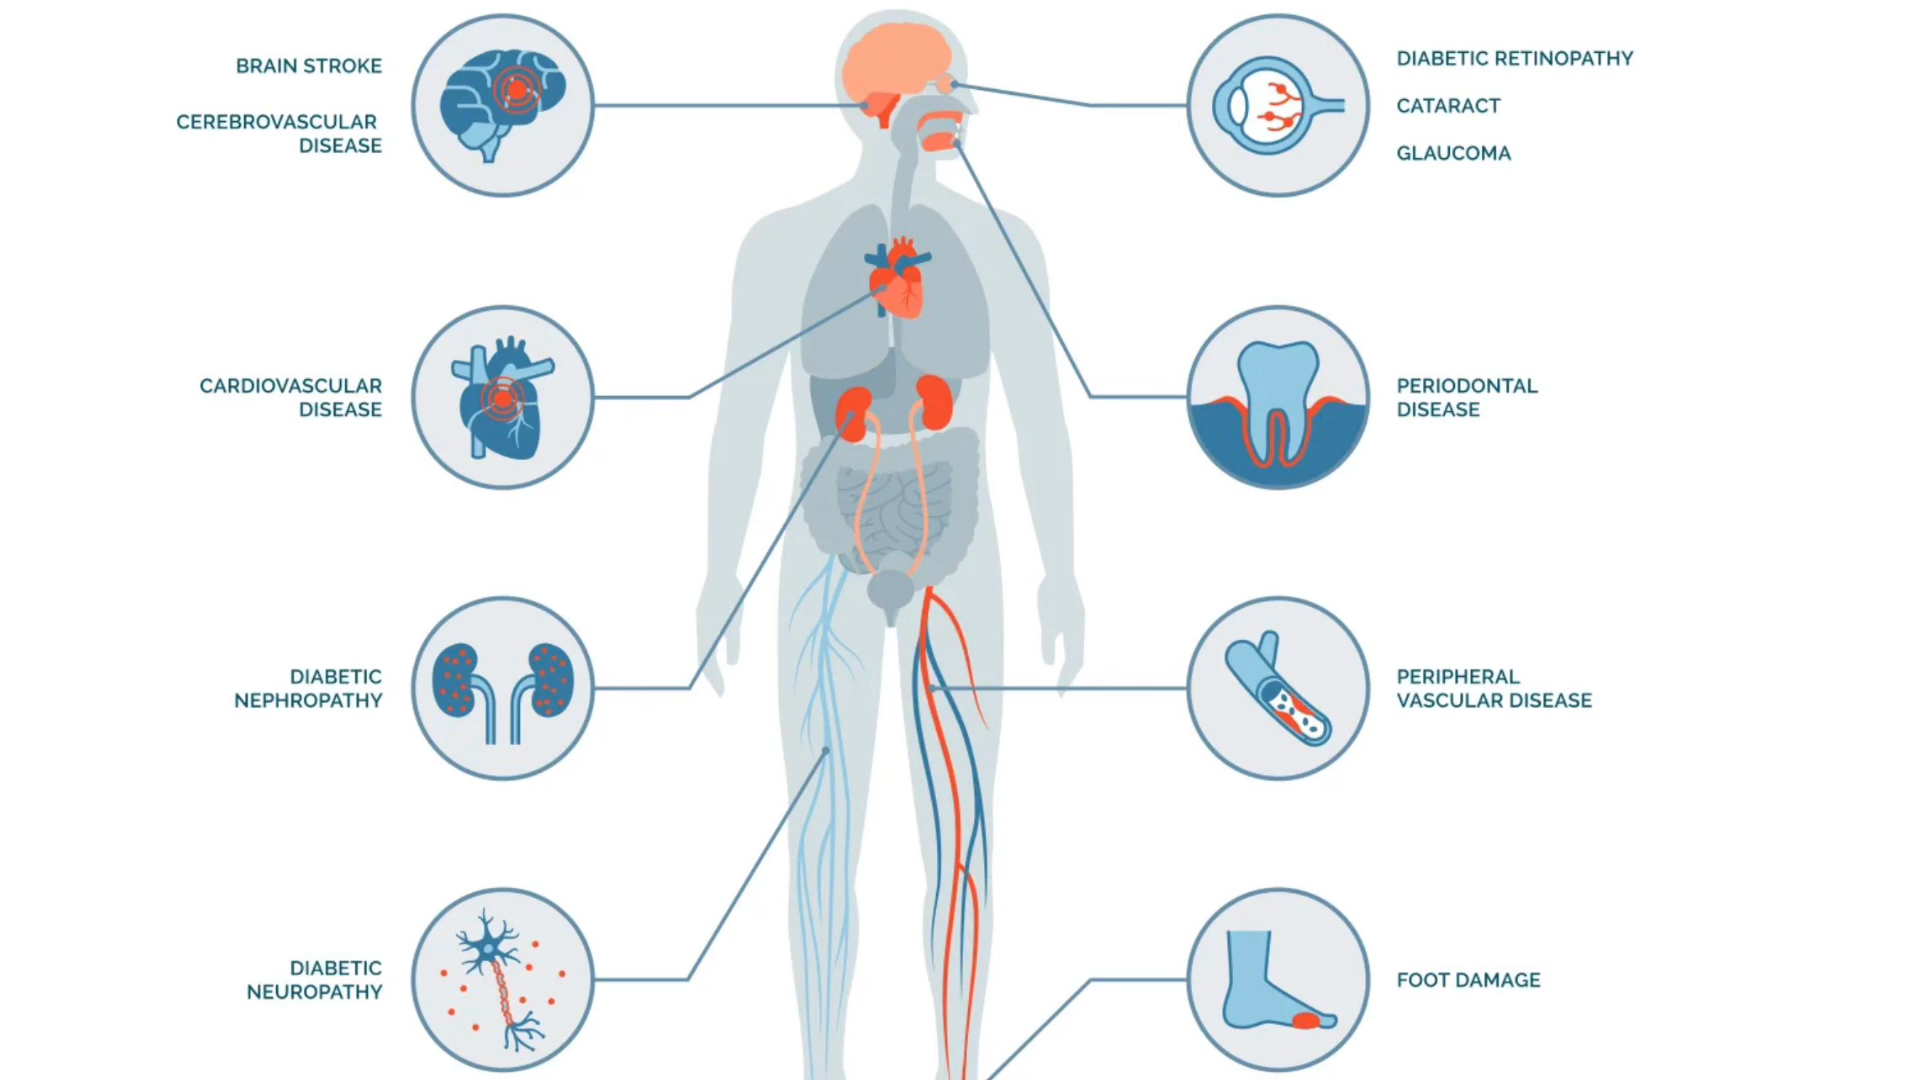 BRAIN STROKE
CEREBROVASCULAR
DISEASE
CARDIOVASCULAR
DISEASE
DIABETIC
NEPHROPATHY
DIABETIC
NEUROPATHY
DIABETIC RETINOPATHY
CATARACT
GLAUCOMA
PERIODONTAL
DISEASE
PERIPHERAL
VASCULAR DISEASE
FOOT DAMAGE